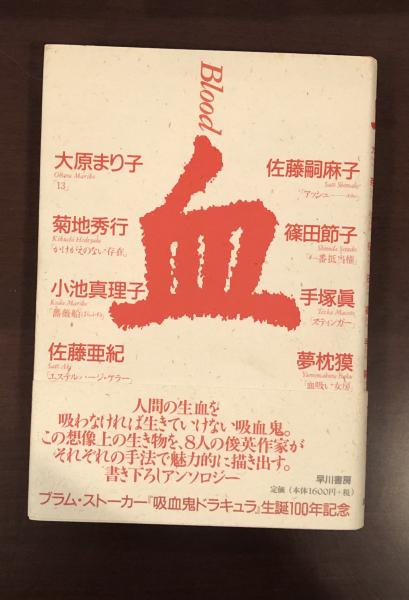 Blood
血
大原まり子
Ohara Mariko
「13」
菊地秀行
Kikuchi Hideyuki
「かけがえのない存在」
小池真理子
Koike Mariko
「薔薇船
佐藤亜紀
Sato Aki
「エステルハージ・ケラー」
佐藤嗣麻子
Sato Shimako
「アッシュ
篠田節子
Shinoda Setsuko
「一番抵当権」
手塚眞
Tezka Macoto
「スティンガー」
夢枕獏
Yumemakura Baku
「血吸い女房」
人間の生血を
吸わなければ生きていけない吸血鬼。
この想像上の生き物を、8人の俊英作家が
それぞれの手法で魅力的に描き出す。
書き下ろしアンソロジー
早川書房
定価（本体1600円+税）
ブラム・ストーカー『吸血鬼ドラキュラ』生誕100年記念